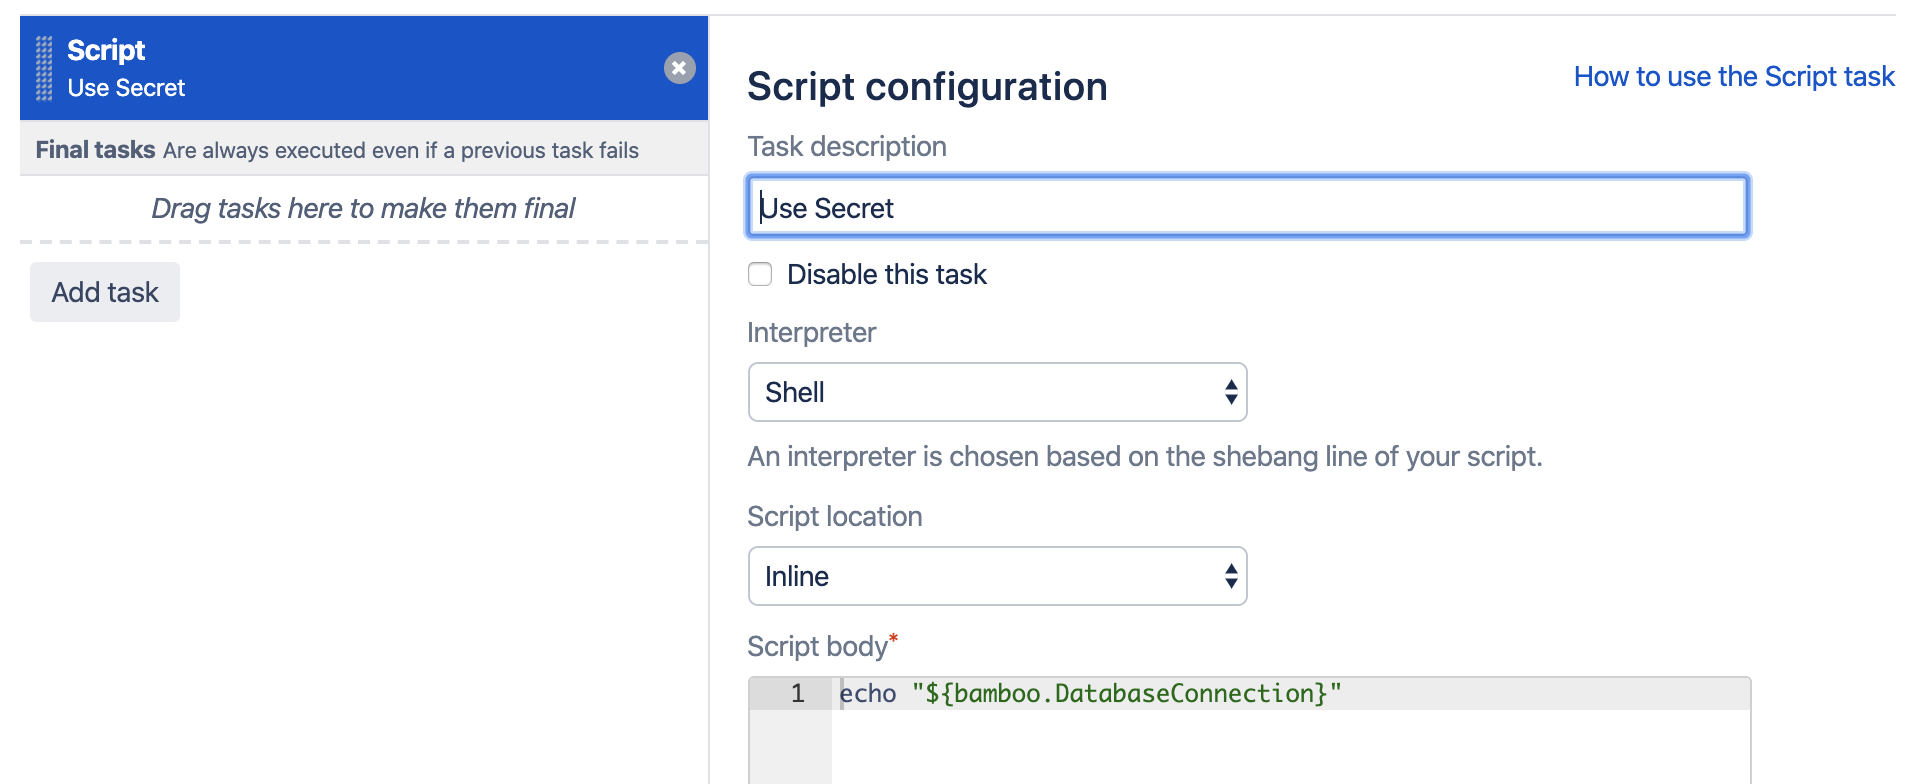 Script
Use Secret
Final tasks Are always executed even if a previous task fails
Drag tasks here to make them final
Add task
Script configuration
How to use the Script task
Task description
Use Secret
Disable this task
Interpreter
Shell
An interpreter is chosen based on the shebang line of your script.
Script location
Inline
Script body*
1 echo "${bamboo.DatabaseConnection}"